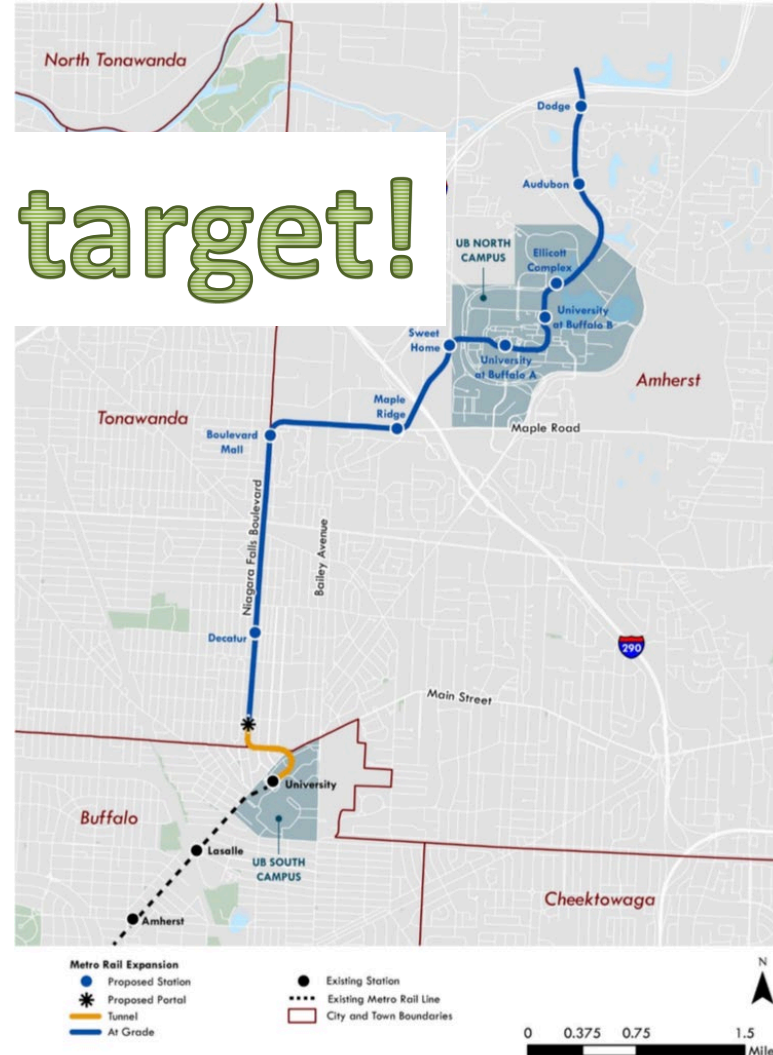 North Tonawanda
target!
Dodge
Audubon
UB NORTH
CAMPUS
Ellicott
Complex
University
at Buffalo B
Sweet
Home
University
at Buffalo A
Amherst
Maple
Ridge
Tonawanda
Boulevard
Mall
Maple Road
Niagara Falls Boulevard
Bailey Avenue
Decatur
290
Main Street
University
Buffalo
Lasalle
UB SOUTH
CAMPUS
Cheektowaga
Amherst
Metro Rail Expansion
Proposed Station
Proposed Portal
Tunnel
At Grade
Existing Station
Existing Metro Rail Line
City and Town Boundaries
N
0 0.375 0.75 1.5
Mile